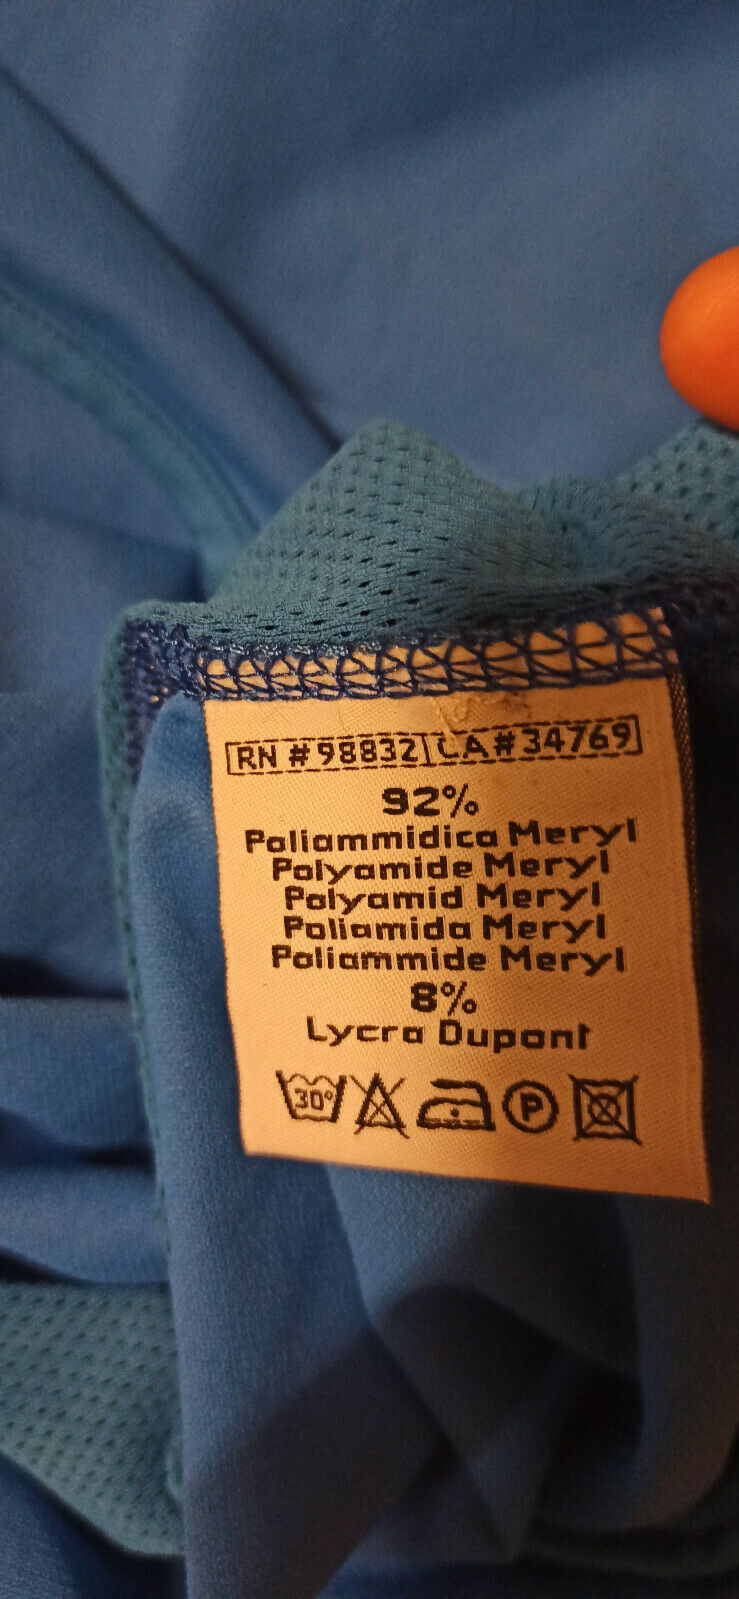 RN #98832 CA#34769
92%
Poliammidica Meryl
Polyamide Meryl
Polyamid Meryl
Poliamida Meryl
Poliammide Meryl
8%
Lycra Dupont
30° P